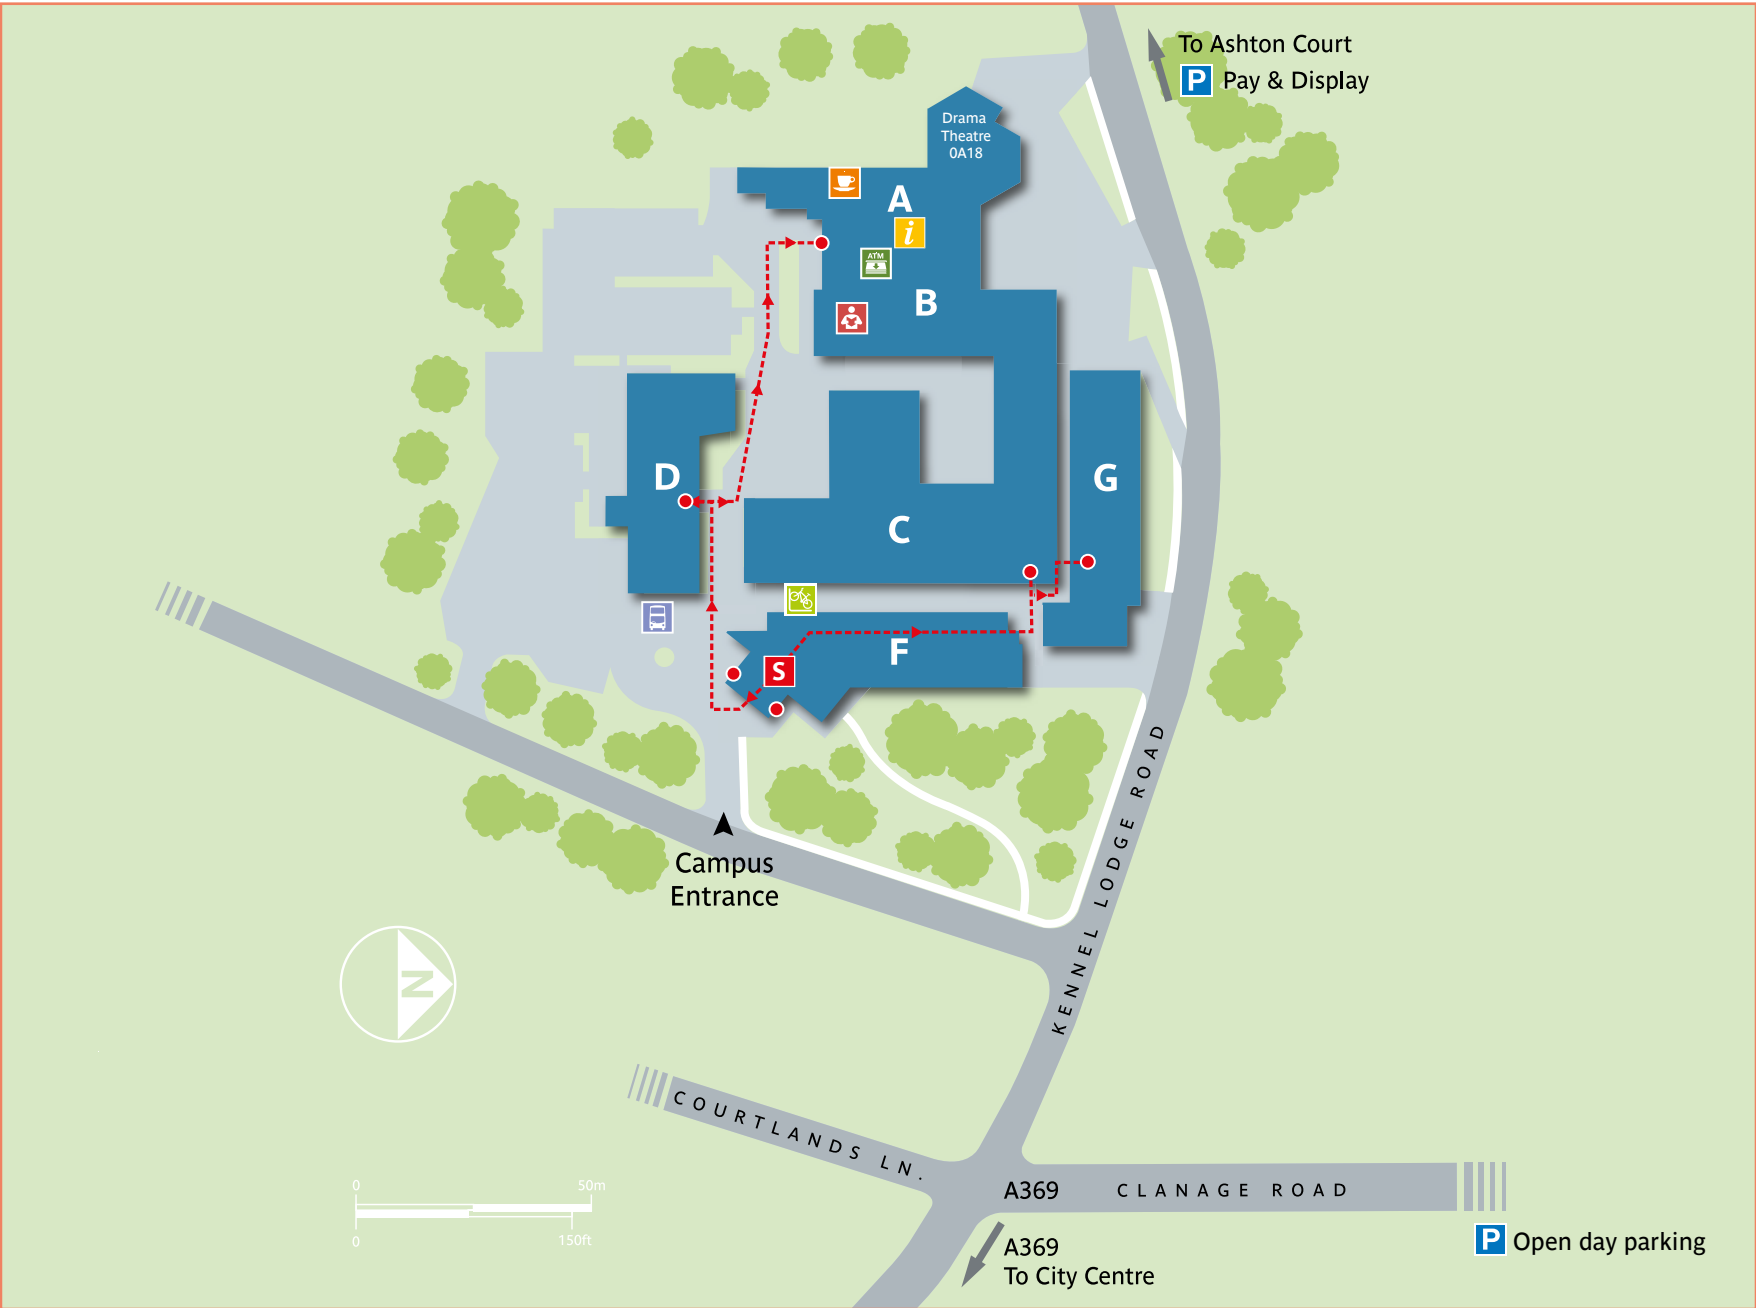 To Ashton Court
P Pay & Display
Drama
Theatre
0A18
A
i
ATM
B
D
G
C
F
S
Campus
Entrance
KENNEL LODGE ROAD
N
COURTLANDS LN.
A369 CLANAGE ROAD
0 50m
0 150ft
P Open day parking
A369
To City Centre